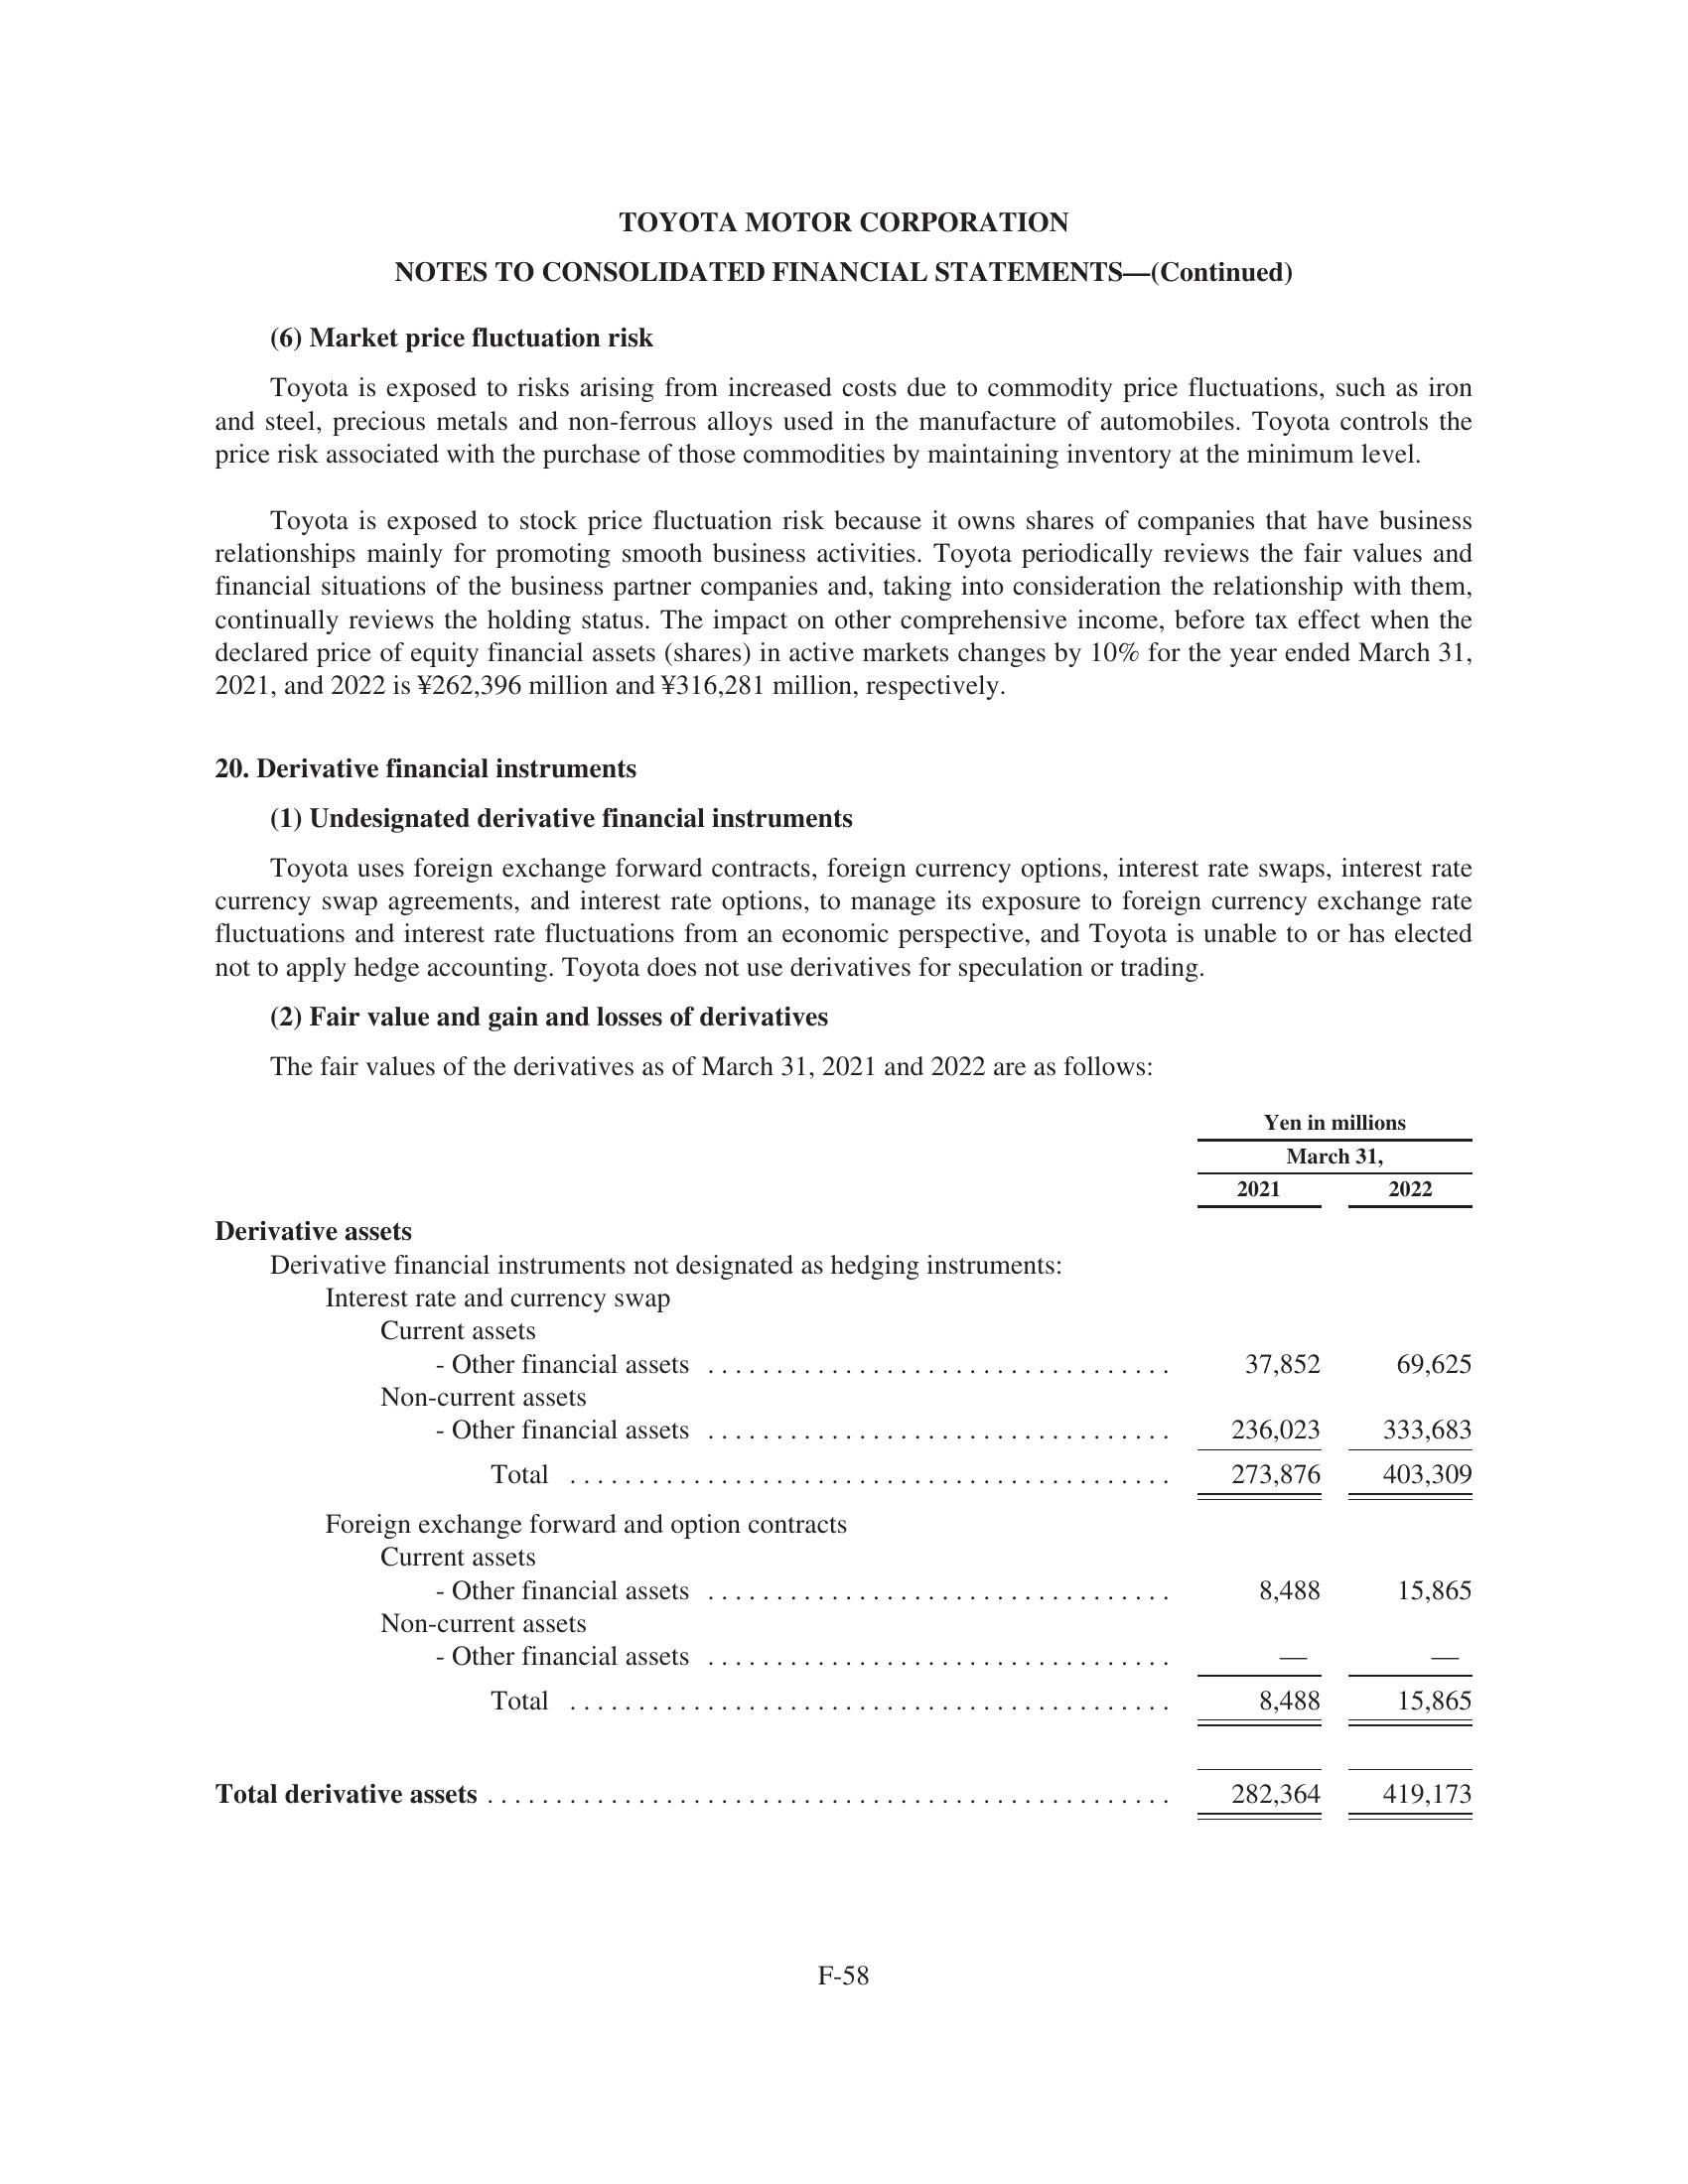 TOYOTA MOTOR CORPORATION
NOTES TO CONSOLIDATED FINANCIAL STATEMENTS—(Continued)
(6) Market price fluctuation risk
Toyota is exposed to risks arising from increased costs due to commodity price fluctuations, such as iron
and steel, precious metals and non-ferrous alloys used in the manufacture of automobiles. Toyota controls the
price risk associated with the purchase of those commodities by maintaining inventory at the minimum level.
Toyota is exposed to stock price fluctuation risk because it owns shares of companies that have business
relationships mainly for promoting smooth business activities. Toyota periodically reviews the fair values and
financial situations of the business partner companies and, taking into consideration the relationship with them,
continually reviews the holding status. The impact on other comprehensive income, before tax effect when the
declared price of equity financial assets (shares) in active markets changes by 10% for the year ended March 31,
2021, and 2022 is ¥262,396 million and ¥316,281 million, respectively.
20. Derivative financial instruments
(1) Undesignated derivative financial instruments
Toyota uses foreign exchange forward contracts, foreign currency options, interest rate swaps, interest rate
currency swap agreements, and interest rate options, to manage its exposure to foreign currency exchange rate
fluctuations and interest rate fluctuations from an economic perspective, and Toyota is unable to or has elected
not to apply hedge accounting. Toyota does not use derivatives for speculation or trading.
(2) Fair value and gain and losses of derivatives
The fair values of the derivatives as of March 31, 2021 and 2022 are as follows:
Yen in millions
March 31,
2021 2022
Derivative assets
Derivative financial instruments not designated as hedging instruments:
Interest rate and currency swap
Current assets
- Other financial assets .................................. 37,852 69,625
Non-current assets
- Other financial assets .................................. 236,023 333,683
Total ............................................ 273,876 403,309
Foreign exchange forward and option contracts
Current assets
- Other financial assets .................................. 8,488 15,865
Non-current assets
- Other financial assets .................................. — —
Total ............................................ 8,488 15,865
Total derivative assets .................................................. 282,364 419,173
F-58